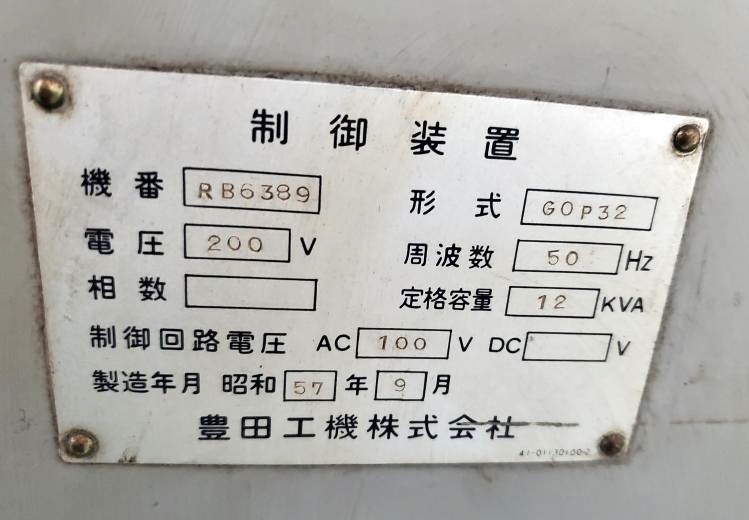 制御装置
機番 RB6389 形式 GOP32
電圧 200 V 周波数 50 Hz
相数 定格容量 12 KVA
制御回路電圧 AC 100 V DC V
製造年月 昭和 57 年 9 月
豊田工機株式会社